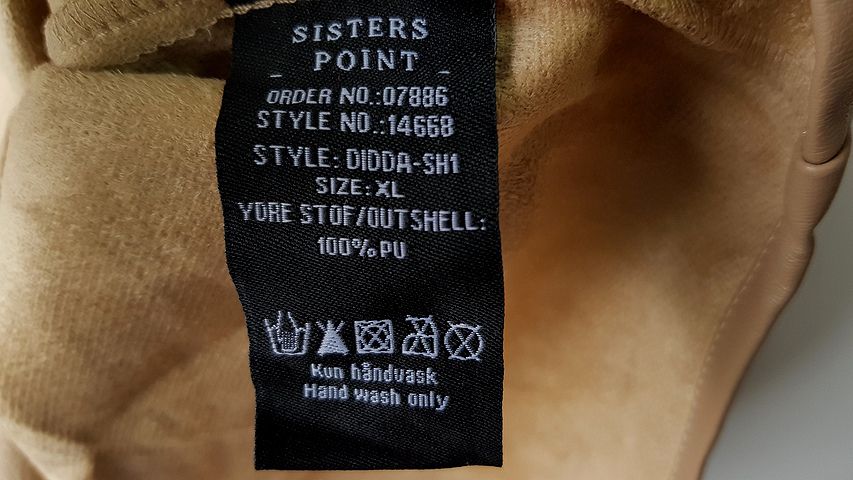 SISTERS
POINT
ORDER NO.:07886
STYLE NO.:14668
STYLE: DIDDA-SH1
SIZE: XL
YDRE STOF/OUTSHELL:
100% PU
Kun håndvask
Hand wash only